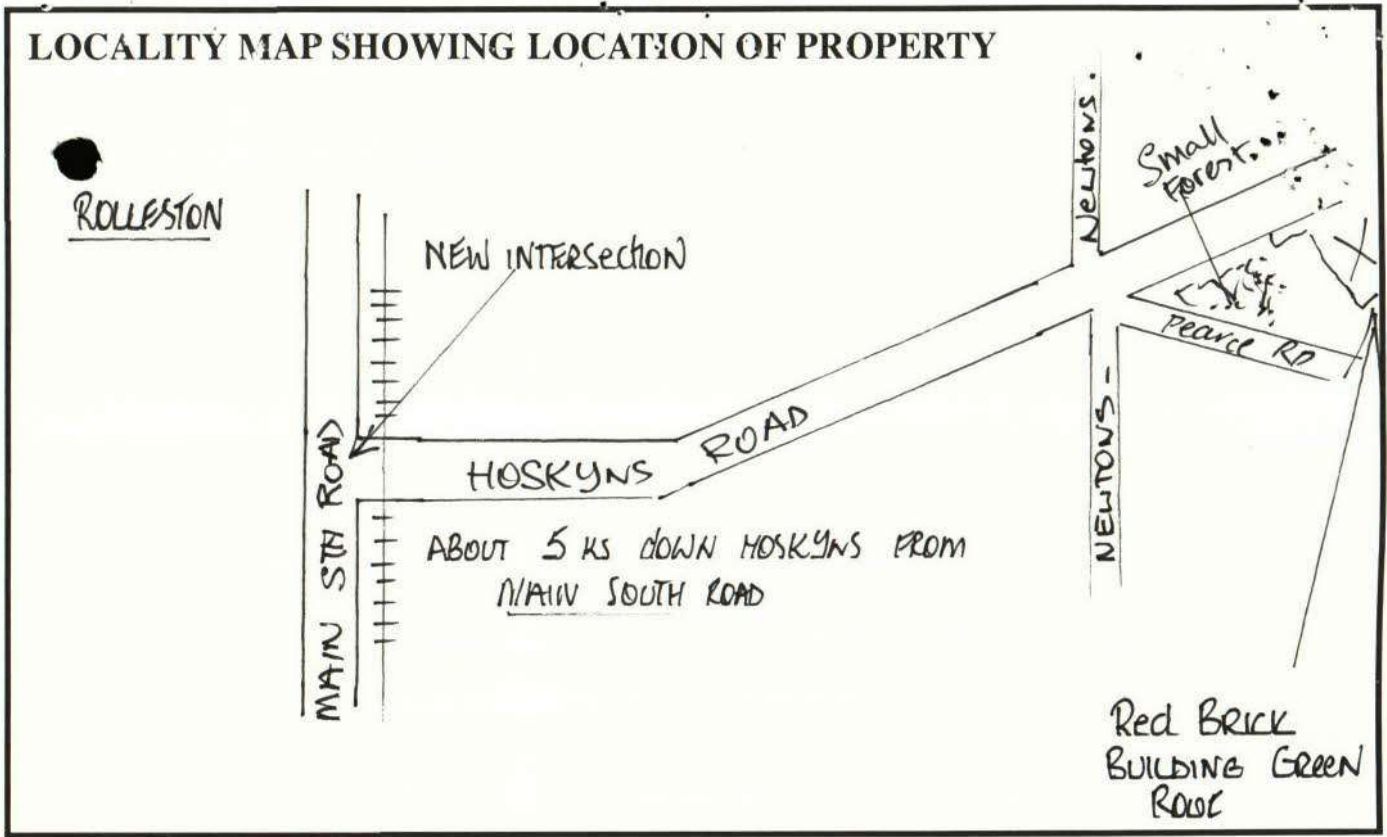 LOCALITY MAP SHOWING LOCATION OF PROPERTY
ROLLESTON
NEW INTERSECTION
Newtons.
Small
Forest.
Pearce RD
HOSKYNS ROAD
MAIN STH ROAD
ABOUT 5 KS DOWN HOSKYNS FROM
MAIN SOUTH ROAD
NEWTONS -
Red BRICK
BUILDING GREEN